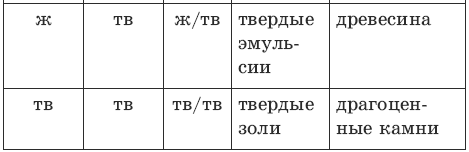 ж тв ж/тв твердые древесина
эмуль-
сии
тв тв тв/тв твердые драгоцен-
золи ные камни